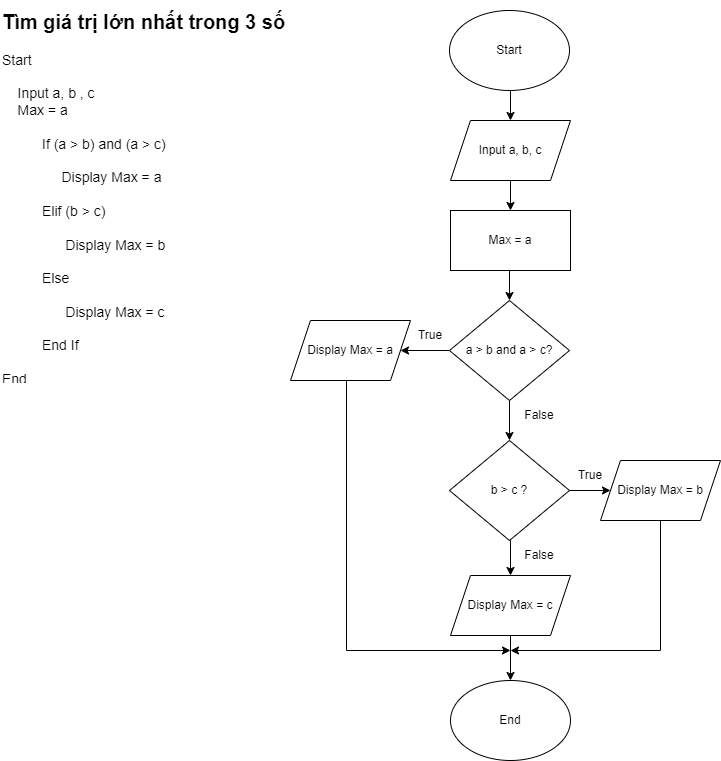 Tìm giá trị lớn nhất trong 3 số
Start
Input a, b , c
Max = a
If (a > b) and (a > c)
Display Max = a
Elif (b > c)
Display Max = b
Else
Display Max = c
End If
End
Start
Input a, b, c
Max = a
a > b and a > c?
True
Display Max = a
False
b > c ?
True
Display Max = b
False
Display Max = c
End